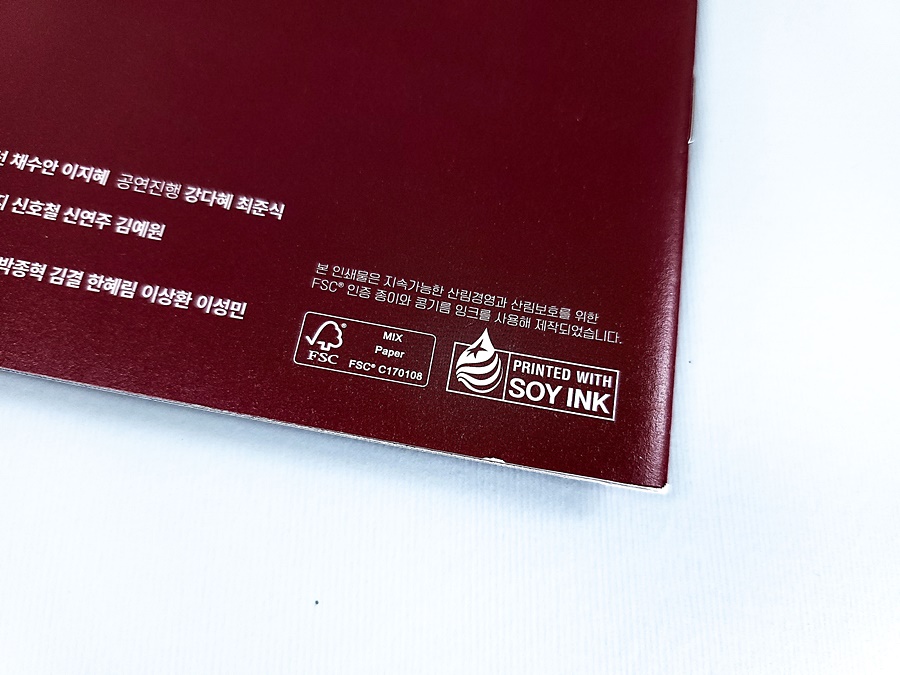 채수안 이지혜 공연진행 강다혜 최준식
신호철 신연주 김예원
박종혁 김결 한혜림 이상환 이성민
본 인쇄물은 지속가능한 산림경영과 산림보호를 위한
FSC® 인증 종이와 콩기름 잉크를 사용해 제작되었습니다.
FSC
MIX
Paper
FSC® C170108
PRINTED WITH
SOY INK